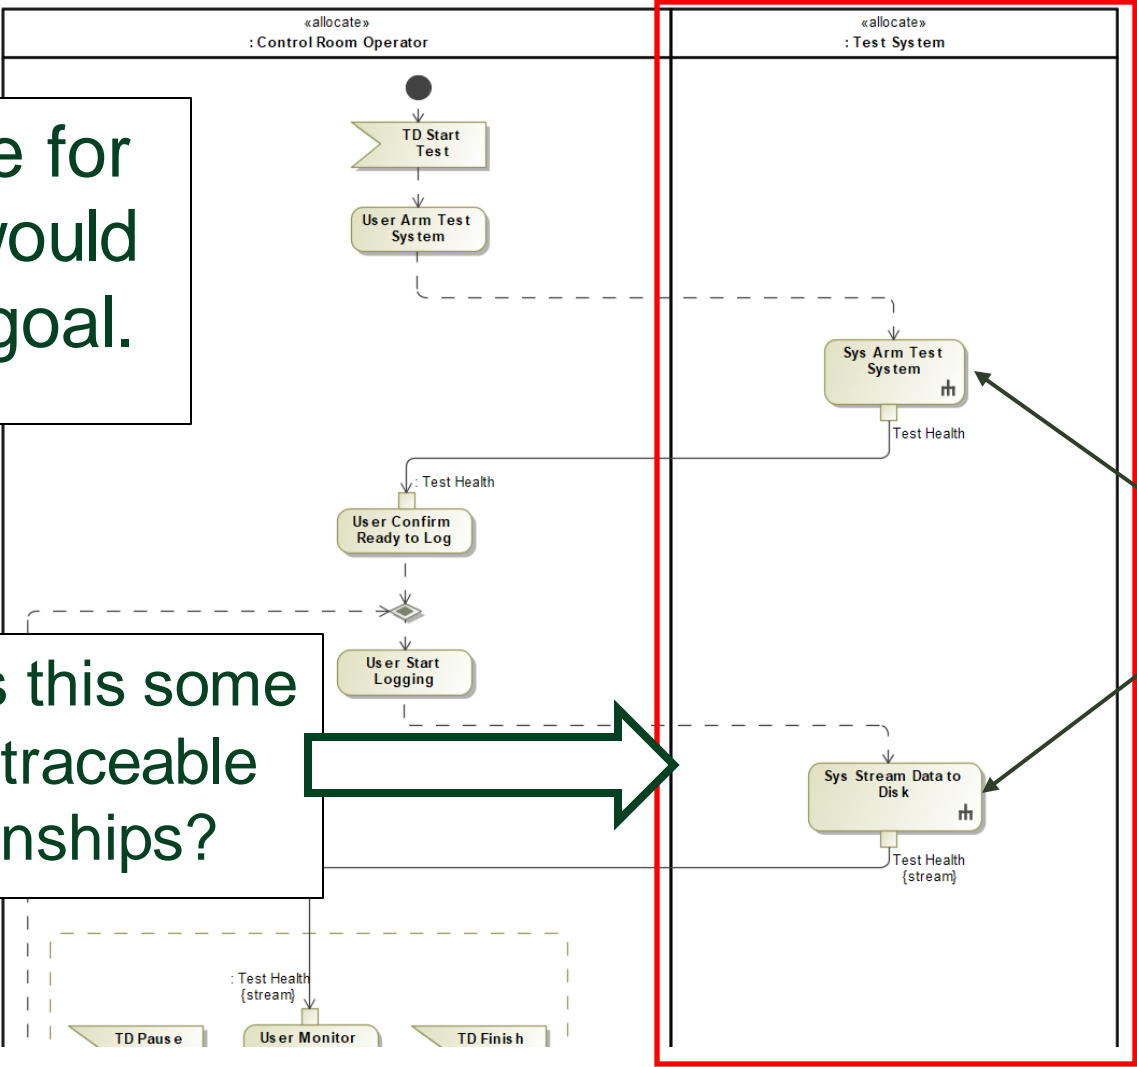 «allocate»
: Control Room Operator
«allocate»
: Test System
TD Start
Test
for
User Arm Test
System
would
goal.
Sys Arm Test
System
Test Health
: Test Health
User Confirm
Ready to Log
User Start
Logging
this some
traceable
Sys Stream Data to
Disk
nships?
Test Health
{stream}
: Test Health
{stream}
TD Pause
User Monitor
TD Finish